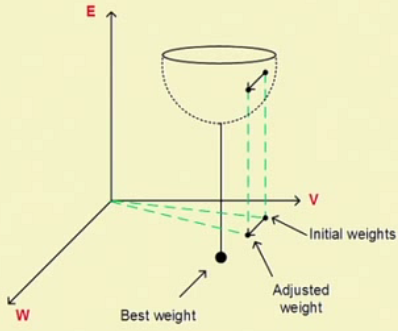 E
V
Initial weights
Adjusted
weight
Best weight
W